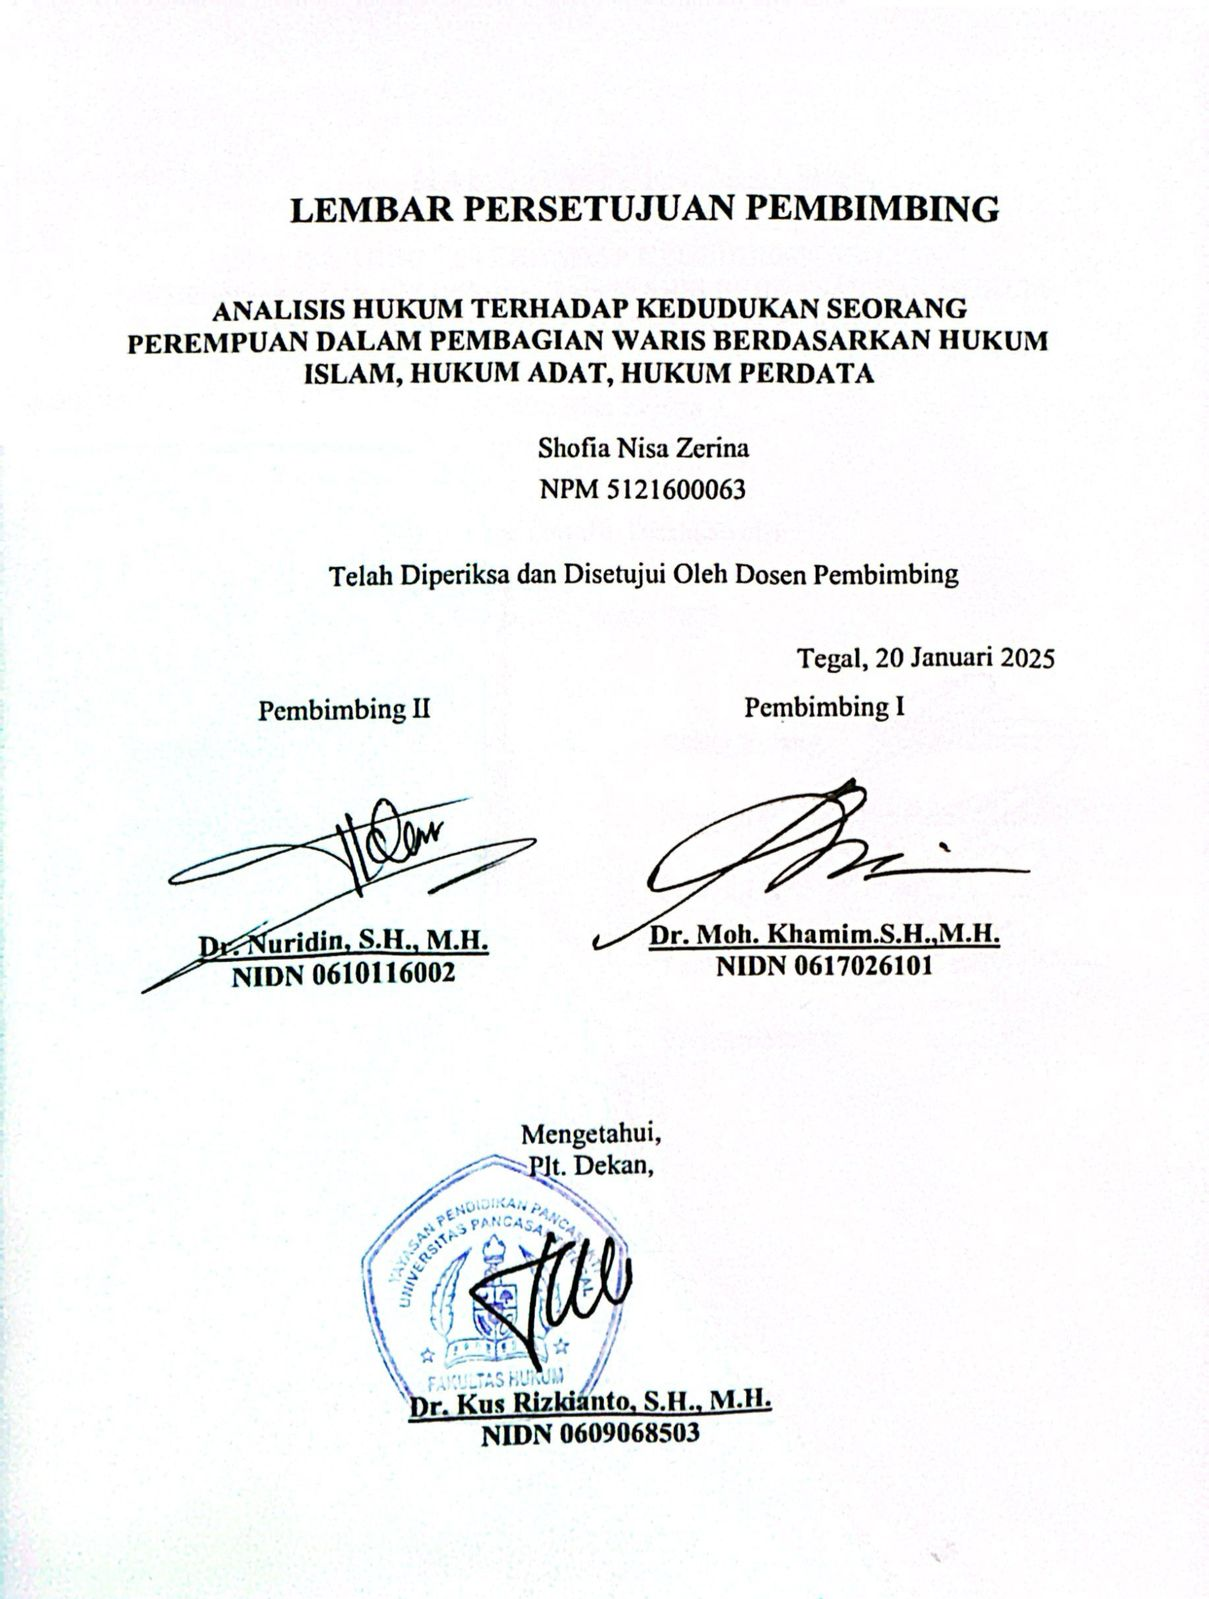 LEMBAR PERSETUJUAN PEMBIMBING
ANALISIS HUKUM TERHADAP KEDUDUKAN SEORANG
PEREMPUAN DALAM PEMBAGIAN WARIS BERDASARKAN HUKUM
ISLAM, HUKUM ADAT, HUKUM PERDATA
Shofia Nisa Zerina
NPM 5121600063
Telah Diperiksa dan Disetujui Oleh Dosen Pembimbing
Tegal, 20 Januari 2025
Pembimbing II
Pembimbing I
Dr. Nuridin, S.H., M.H.
NIDN 0610116002
Dr. Moh. Khamim.S.H.,M.H.
NIDN 0617026101
Mengetahui,
Plt. Dekan,
YAYASAN PENDIDIKAN
UNIVERSITAS
FAKULTAS HUKUM
Dr. Kus Rizkianto, S.H., M.H.
NIDN 0609068503